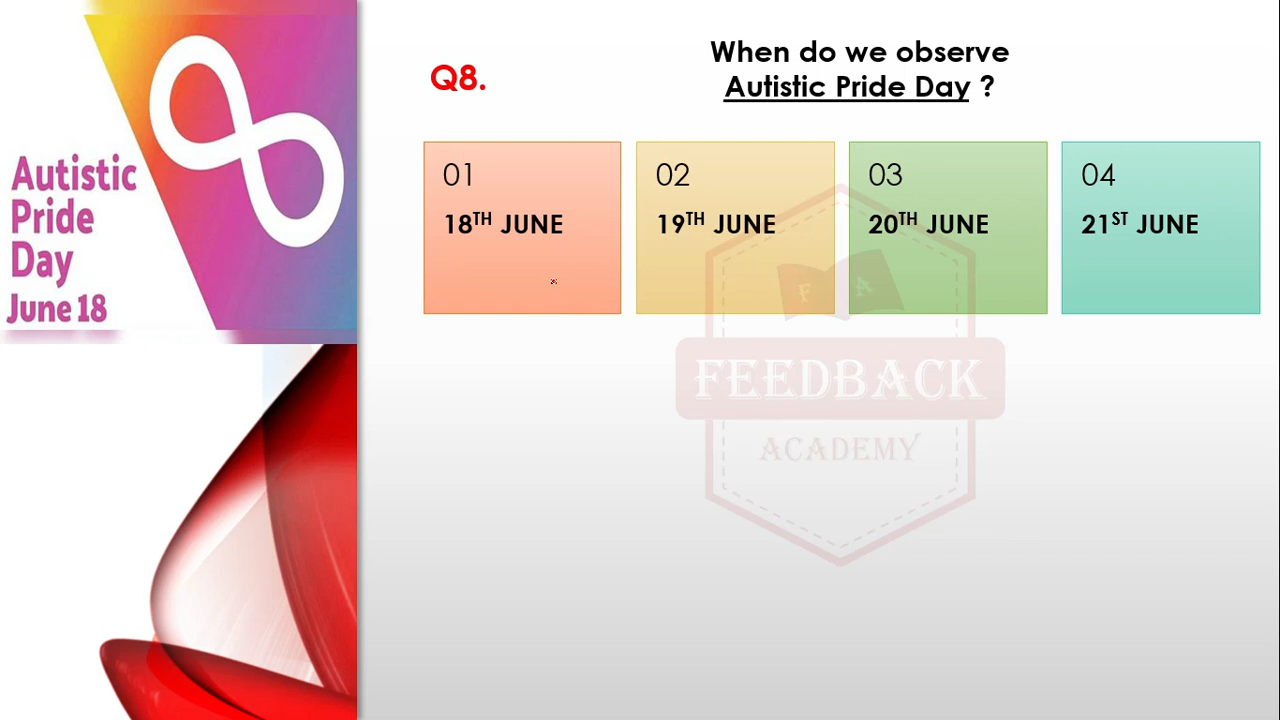 Autistic
Pride
Day
June 18
Q8.
When do we observe
Autistic Pride Day ?
01
18TH JUNE
02
19TH JUNE
03
20TH JUNE
04
21ST JUNE
F A
FEEDBACK
ACADEMY